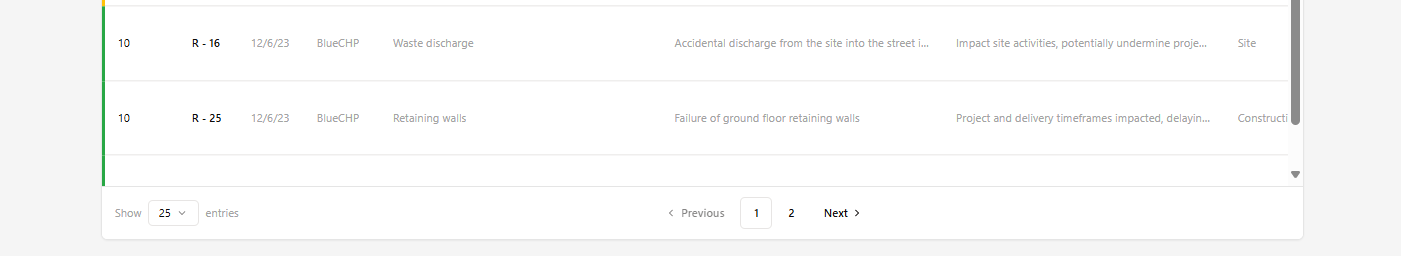 10 R - 16 12/6/23 BlueCHP Waste discharge Accidental discharge from the site into the street i... Impact site activities, potentially undermine proje... Site
10 R - 25 12/6/23 BlueCHP Retaining walls Failure of ground floor retaining walls Project and delivery timeframes impacted, delayin... Constructi
Show 25 entries Previous 1 2 Next